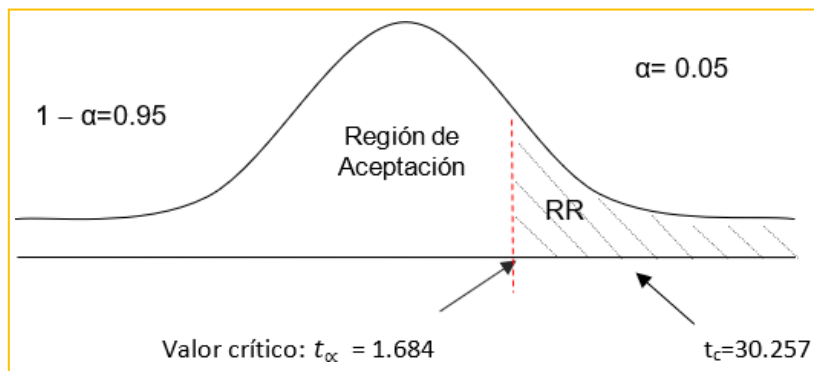 α= 0.05
1 – α=0.95
Región de
Aceptación
RR
Valor crítico: t∝ = 1.684
tc=30.257